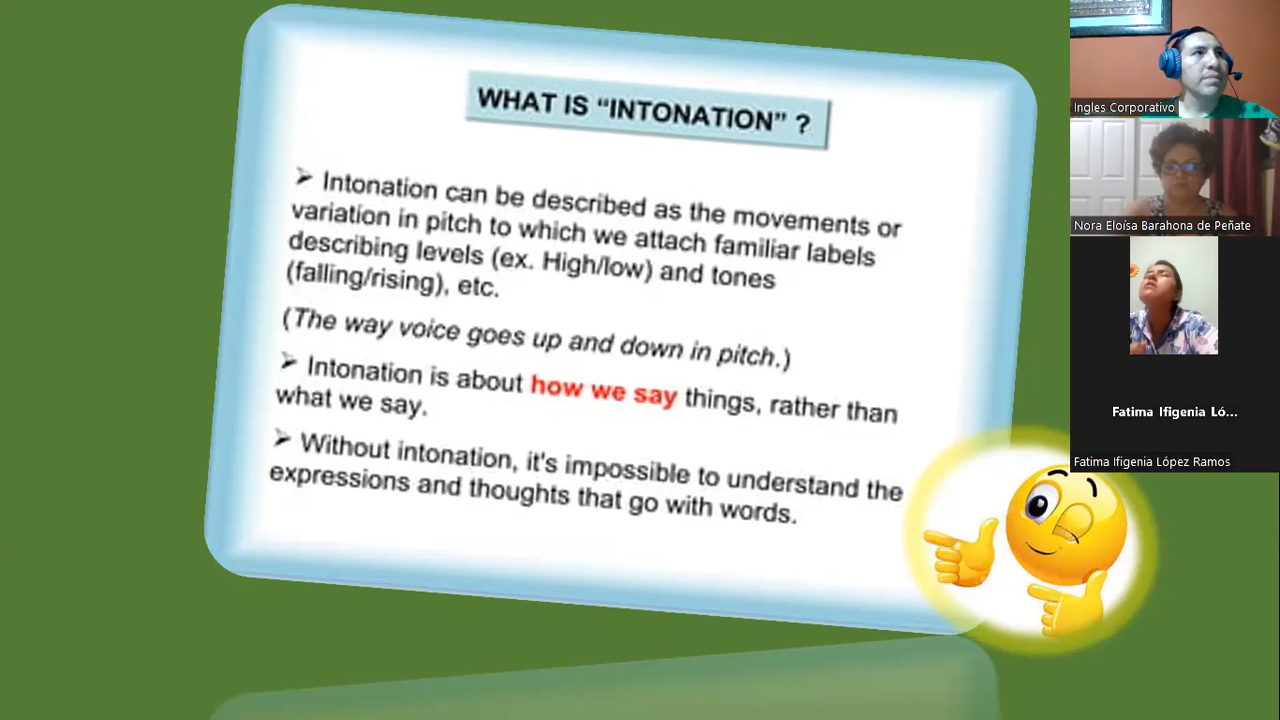 WHAT IS “INTONATION” ?
➢ Intonation can be described as the movements or
variation in pitch to which we attach familiar labels
describing levels (ex. High/low) and tones
(falling/rising), etc.
(The way voice goes up and down in pitch.)
➢ Intonation is about how we say things, rather than
what we say.
➢ Without intonation, it's impossible to understand the
expressions and thoughts that go with words.
Ingles Corporativo
Nora Eloísa Barahona de Peñate
Fatima Ifigenia Ló...
Fatima Ifigenia López Ramos